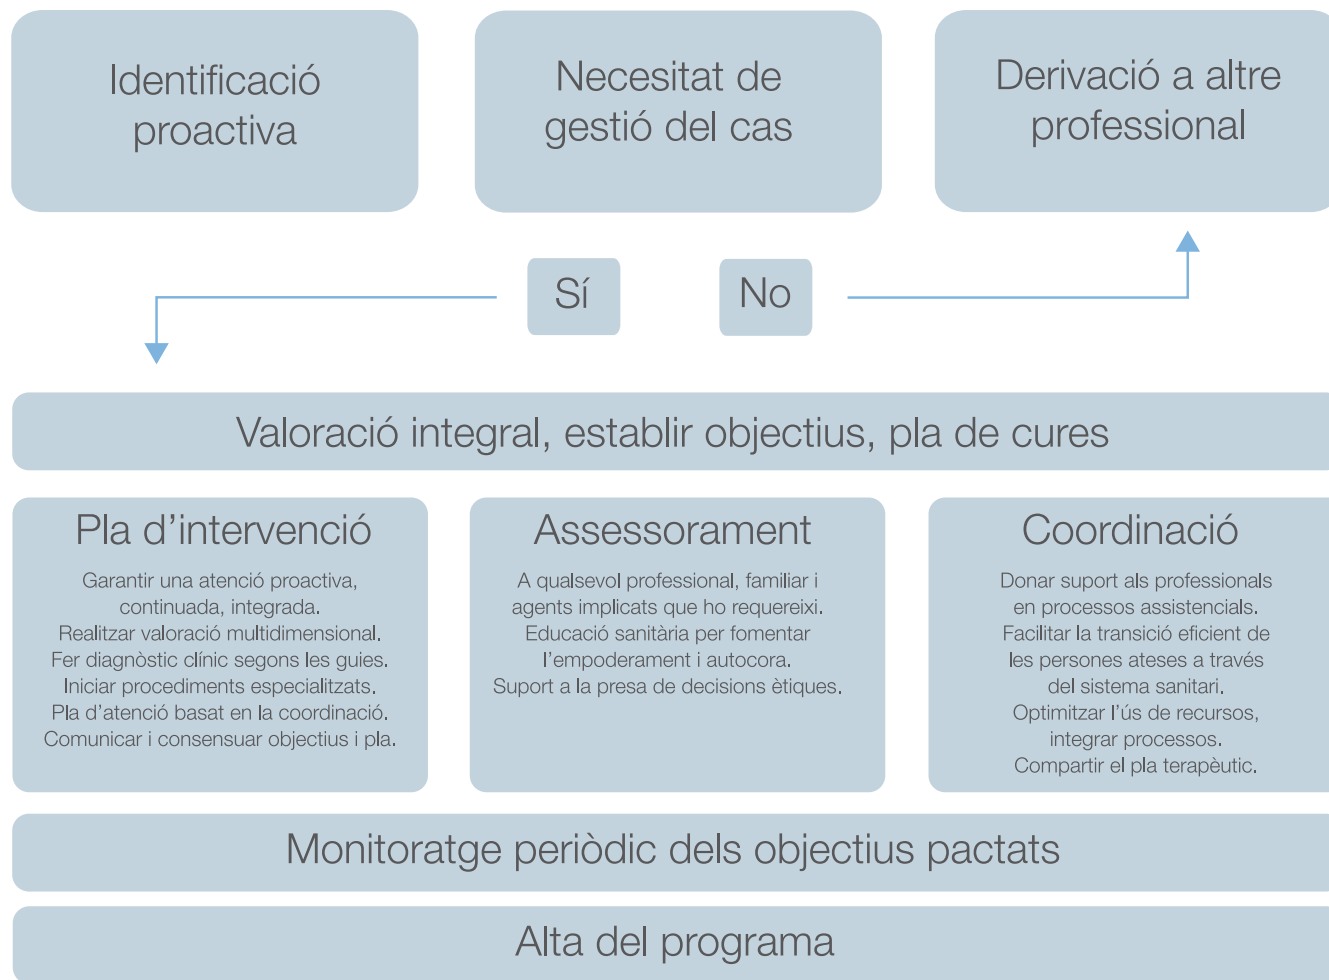 Identificació
proactiva
Necesitat de
gestió del cas
Derivació a altre
professional
Sí
No
Valoració integral, establir objectius, pla de cures
Pla d’intervenció
Garantir una atenció proactiva,
continuada, integrada.
Realitzar valoració multidimensional.
Fer diagnòstic clínic segons les guies.
Iniciar procediments especialitzats.
Pla d’atenció basat en la coordinació.
Comunicar i consensuar objectius i pla.
Assessorament
A qualsevol professional, familiar i
agents implicats que ho requereixi.
Educació sanitària per fomentar
l’empoderament i autocora.
Suport a la presa de decisions ètiques.
Coordinació
Donar suport als professionals
en processos assistencials.
Facilitar la transició eficient de
les persones ateses a través
del sistema sanitari.
Optimitzar l’ús de recursos,
integrar processos.
Compartir el pla terapèutic.
Monitoratge periòdic dels objectius pactats
Alta del programa